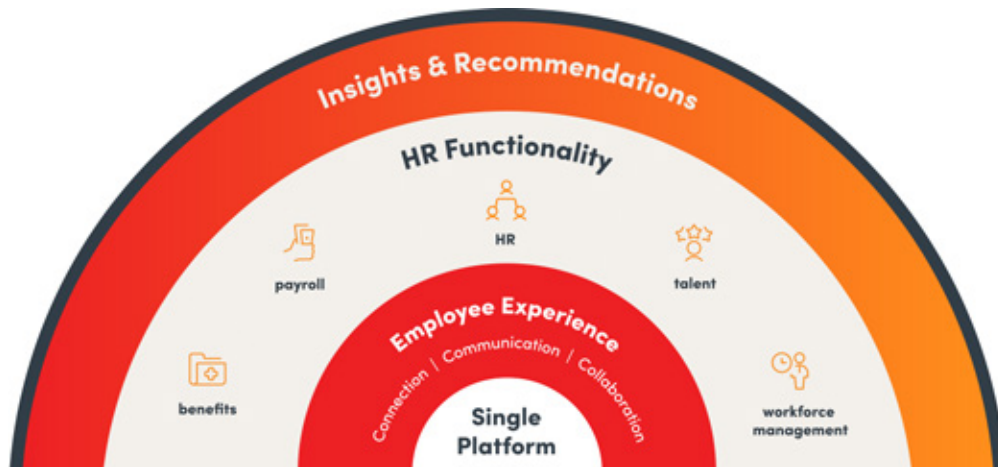 Insights & Recommendations
HR Functionality
HR
payroll
talent
benefits
workforce
management
Employee Experience
Connection | Communication | Collaboration
Single
Platform